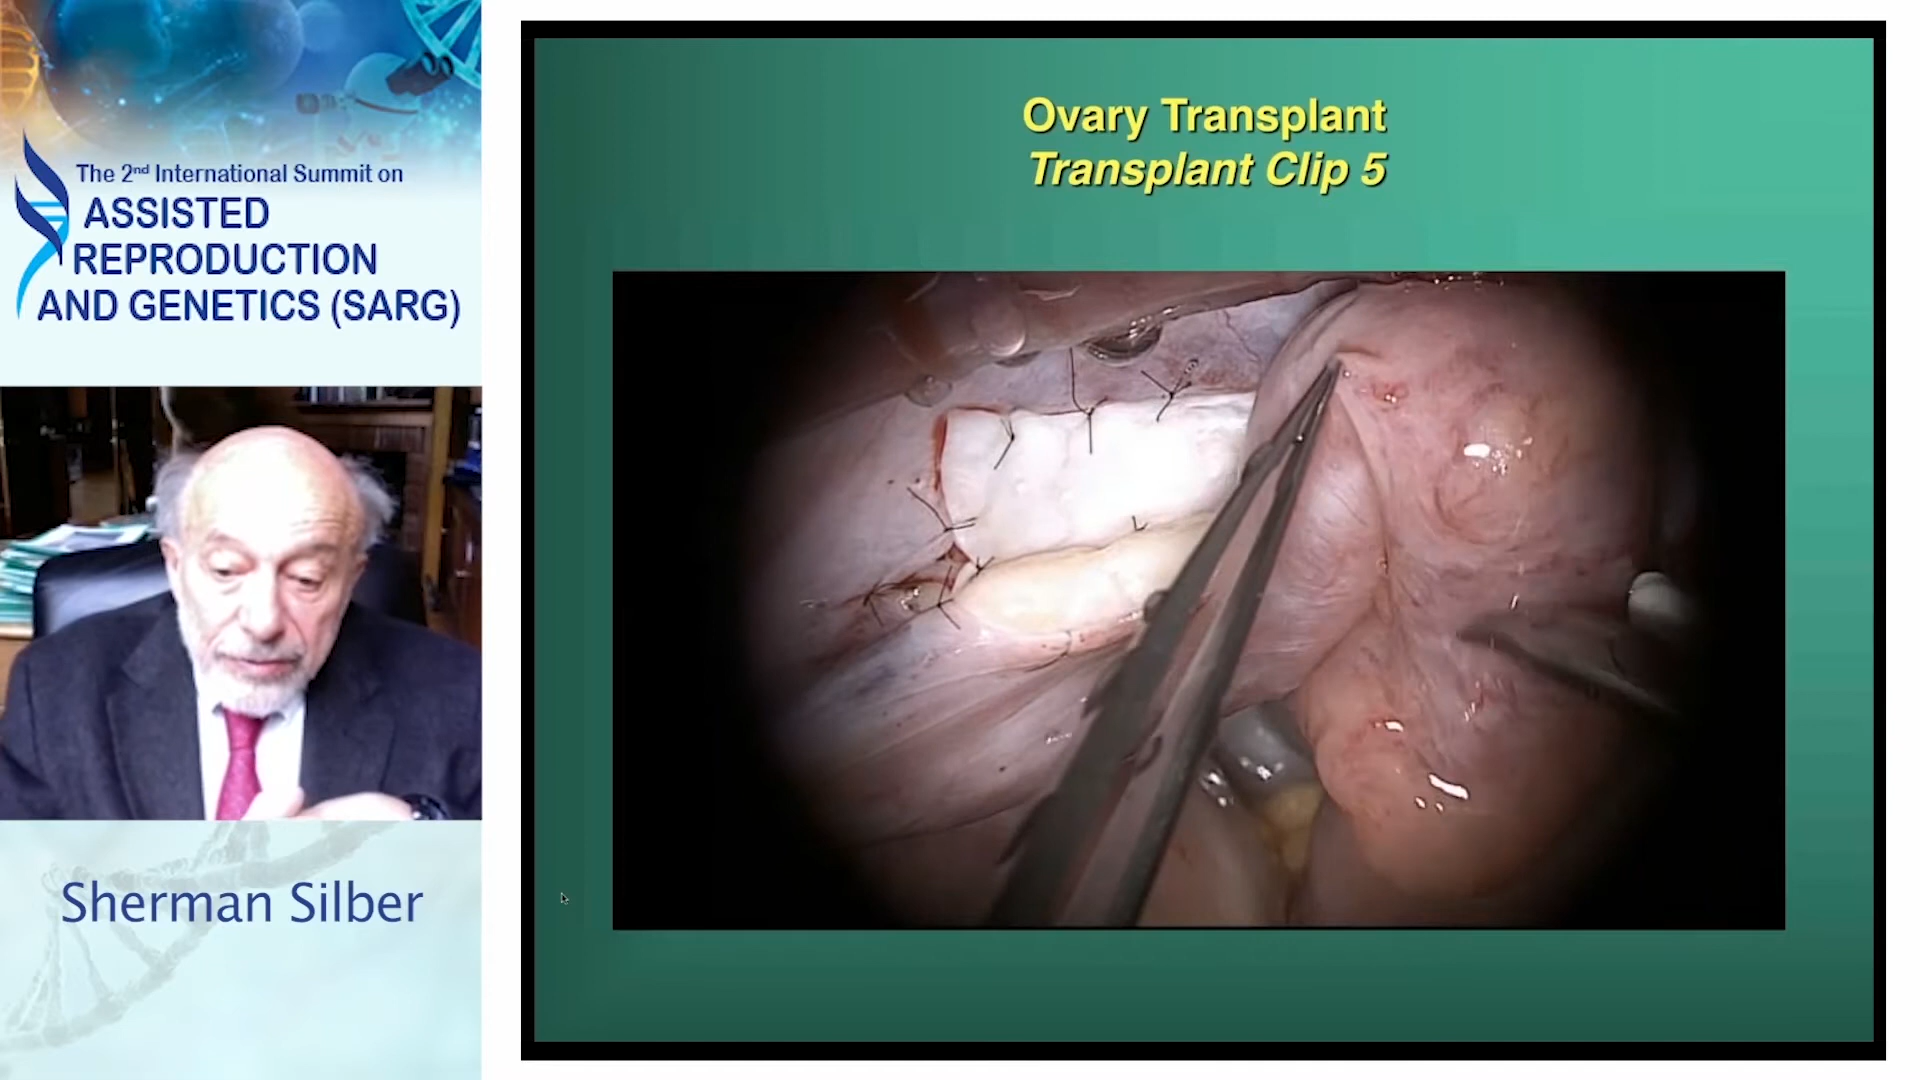 The 2nd International Summit on
ASSISTED
REPRODUCTION
AND GENETICS (SARG)
Sherman Silber
Ovary Transplant
Transplant Clip 5